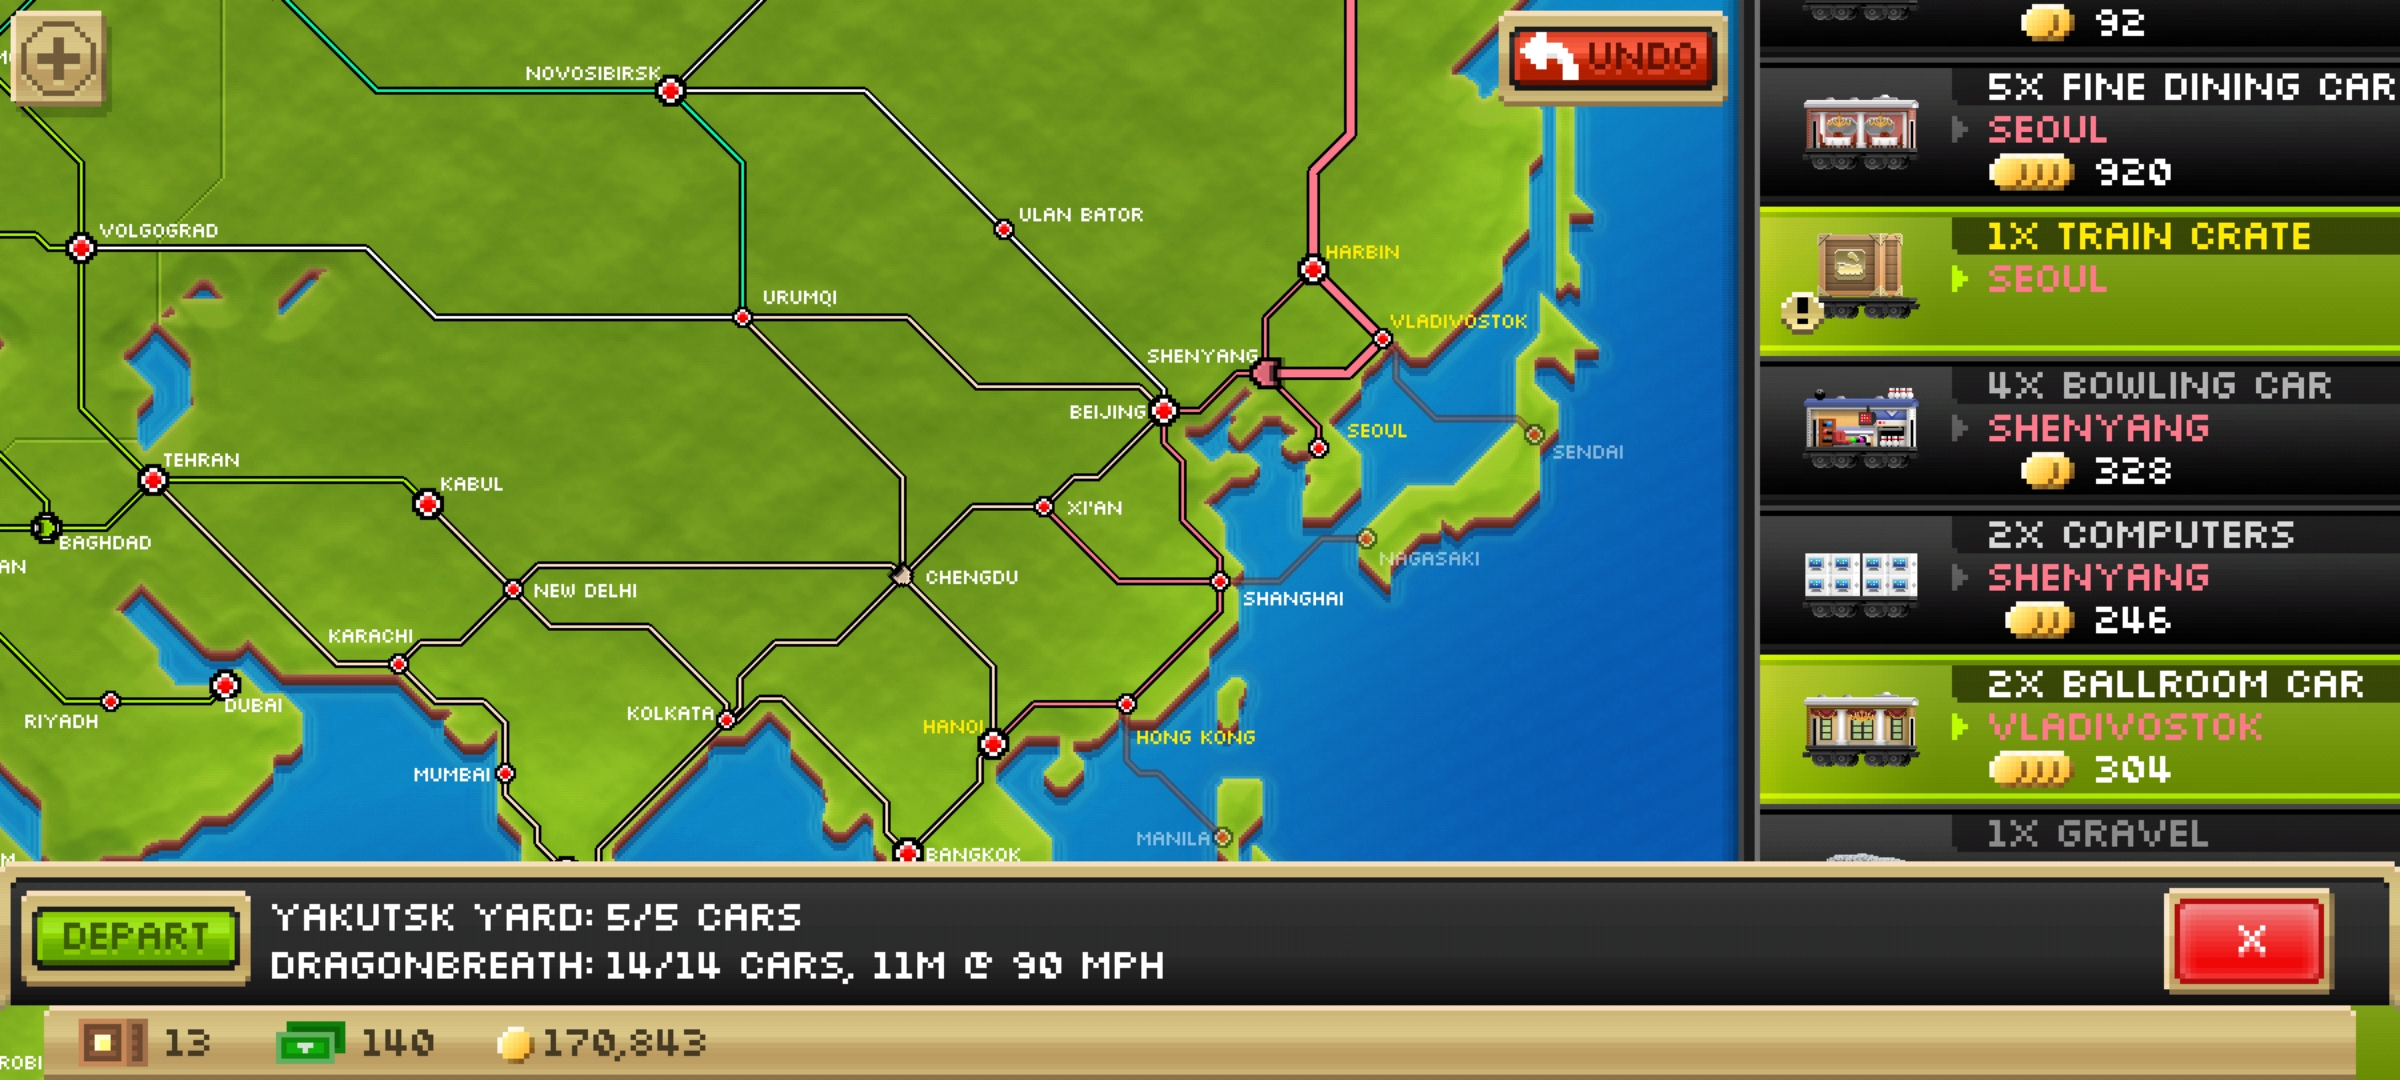 92
NOVOSIBIRSK
UNDO
5X FINE DINING CAR
SEOUL
920
VOLGOGRAD
ULAN BATOR
HARBIN
1X TRAIN CRATE
SEOUL
URUMQI
VLADIVOSTOK
SHENYANG
BEIJING
SEOUL
SENDAI
4X BOWLING CAR
SHENYANG
328
TEHRAN
KABUL
XI'AN
BAGHDAD
AN
NAGASAKI
2X COMPUTERS
SHENYANG
246
CHENGDU
NEW DELHI
SHANGHAI
KARACHI
DUBAI
RIYADH
KOLKATA
HANOI
HONG KONG
2X BALLROOM CAR
VLADIVOSTOK
304
MUMBAI
MANILA
BANGKOK
M
1X GRAVEL
DEPART
YAKUTSK YARD: 5/5 CARS
DRAGONBREATH: 14/14 CARS, 11M @ 90 MPH
X
13
140
170,843
ROBI